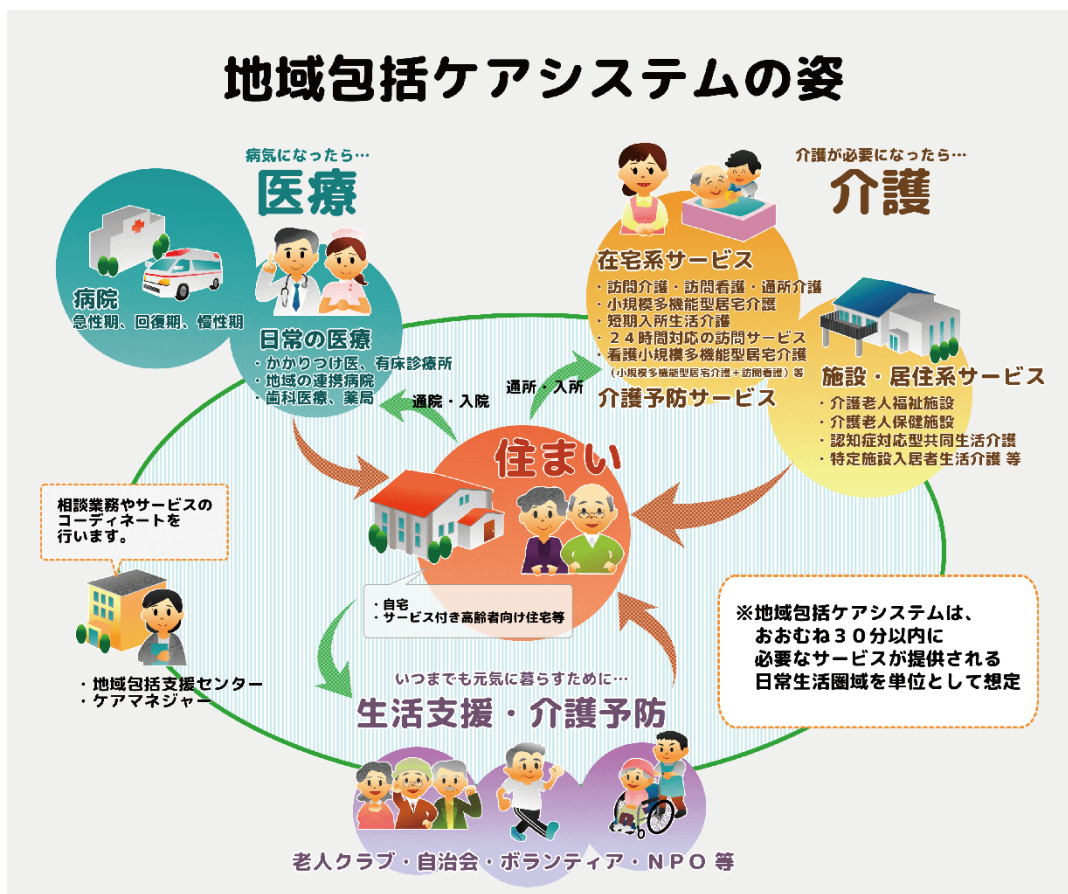 地域包括ケアシステムの姿
病気になったら…
医療
病院
急性期、回復期、慢性期
日常の医療
・かかりつけ医、有床診療所
・地域の連携病院
・歯科医療、薬局
通院・入院
通所・入所
介護が必要になったら…
介護
在宅系サービス
・訪問介護・訪問看護・通所介護
・小規模多機能型居宅介護
・短期入所生活介護
・２４時間対応の訪問サービス
・看護小規模多機能型居宅介護
（小規模多機能型居宅介護＋訪問看護）等
介護予防サービス
施設・居住系サービス
・介護老人福祉施設
・介護老人保健施設
・認知症対応型共同生活介護
・特定施設入居者生活介護 等
住まい
・自宅
・サービス付き高齢者向け住宅等
相談業務やサービスの
コーディネートを
行います。
・地域包括支援センター
・ケアマネジャー
※地域包括ケアシステムは、
おおむね３０分以内に
必要なサービスが提供される
日常生活圏域を単位として想定
いつまでも元気に暮らすために…
生活支援・介護予防
老人クラブ・自治会・ボランティア・ＮＰＯ 等